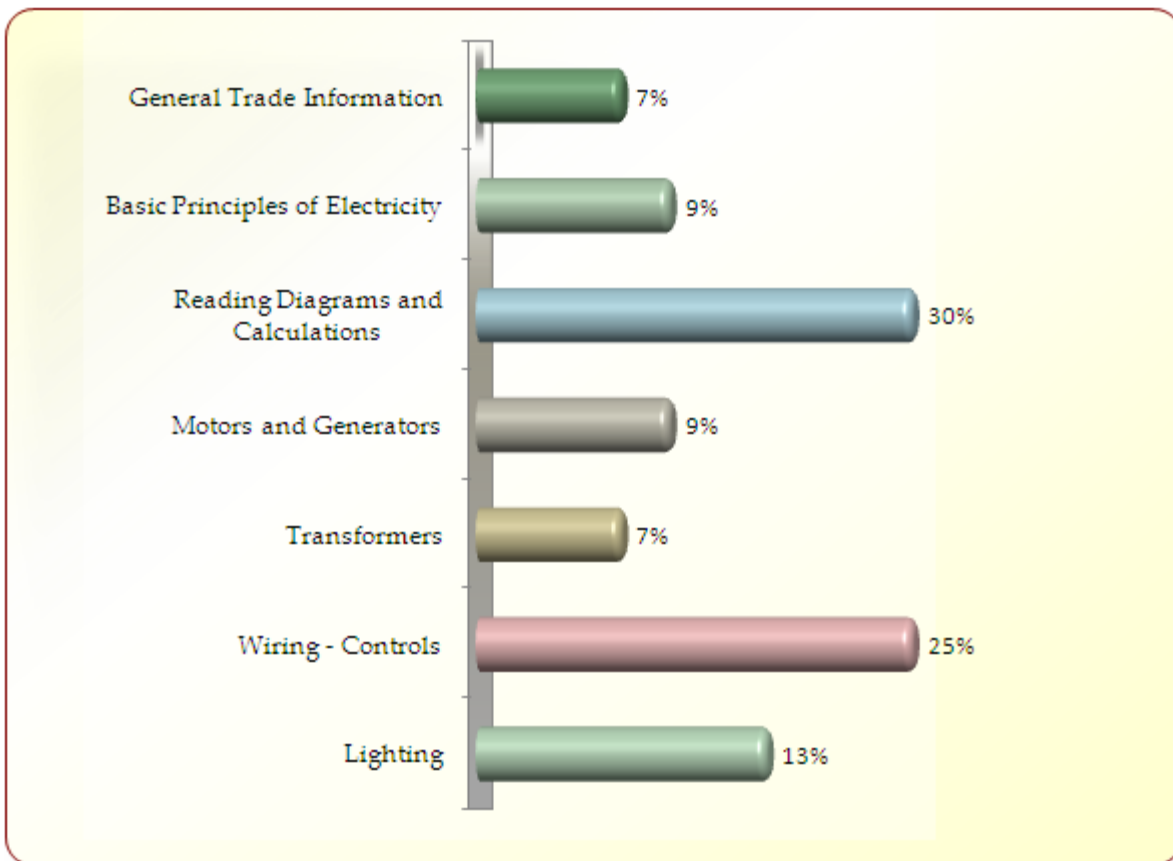 General Trade Information
7%
Basic Principles of Electricity
9%
Reading Diagrams and
Calculations
30%
Motors and Generators
9%
Transformers
7%
Wiring - Controls
25%
Lighting
13%